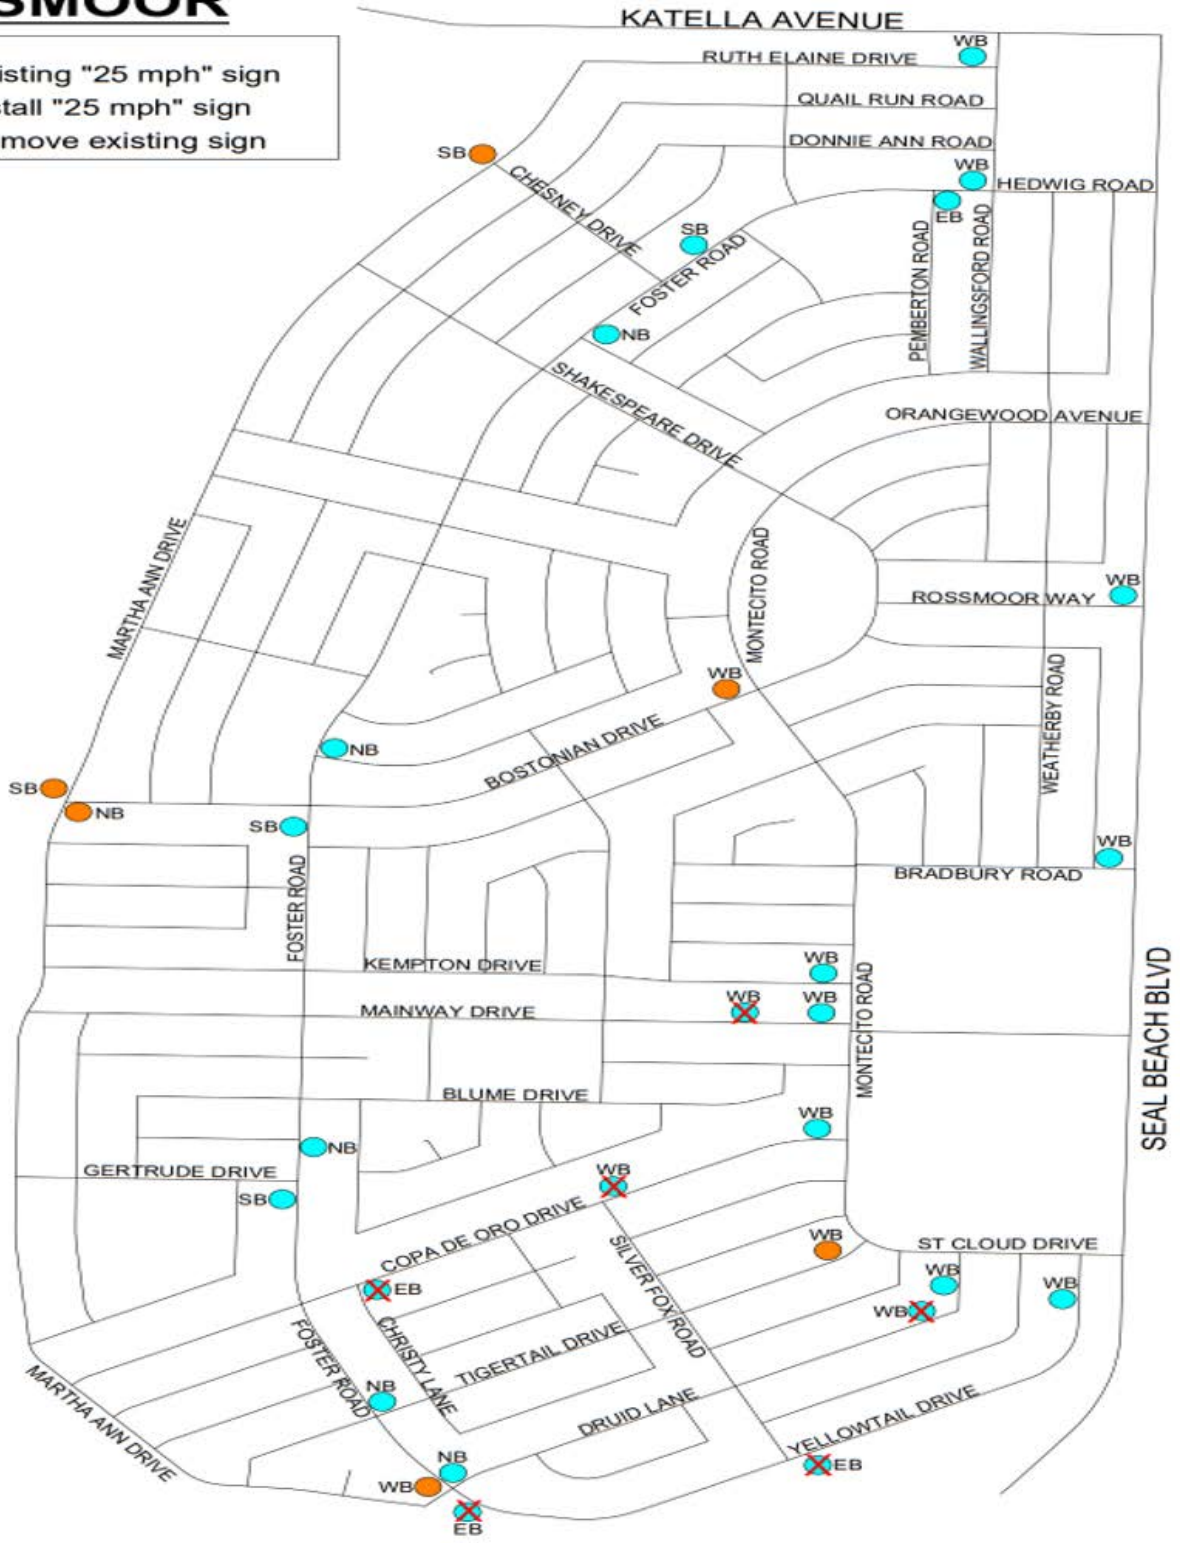 SMOOR
isting "25 mph" sign
stall "25 mph" sign
move existing sign
KATELLA AVENUE
WB
RUTH ELAINE DRIVE
QUAIL RUN ROAD
DONNIE ANN ROAD
SB
WB
HEDWIG ROAD
CHESNEY DRIVE
EB
SB
FOSTER ROAD
PEMBERTON ROAD
WALLINGSFORD ROAD
NB
SHAKESPEARE DRIVE
ORANGEWOOD AVENUE
MARTHA ANN DRIVE
MONTECITO ROAD
WB
ROSSMOOR WAY
WB
WEATHERBY ROAD
BOSTONIAN DRIVE
NB
SB
NB
SB
WB
BRADBURY ROAD
FOSTER ROAD
KEMPTON DRIVE
WB
MAINWAY DRIVE
WB
WB
MONTECITO ROAD
SEAL BEACH BLVD
BLUME DRIVE
WB
NB
GERTRUDE DRIVE
SB
WB
COPA DE ORO DRIVE
SILVER FOX ROAD
WB
ST CLOUD DRIVE
WB
WB
WB
EB
FOSTER ROAD
CHRISTY LANE
TIGERTAIL DRIVE
MARTHA ANN DRIVE
NB
DRUID LANE
YELLOWTAIL DRIVE
NB
WB
EB
EB